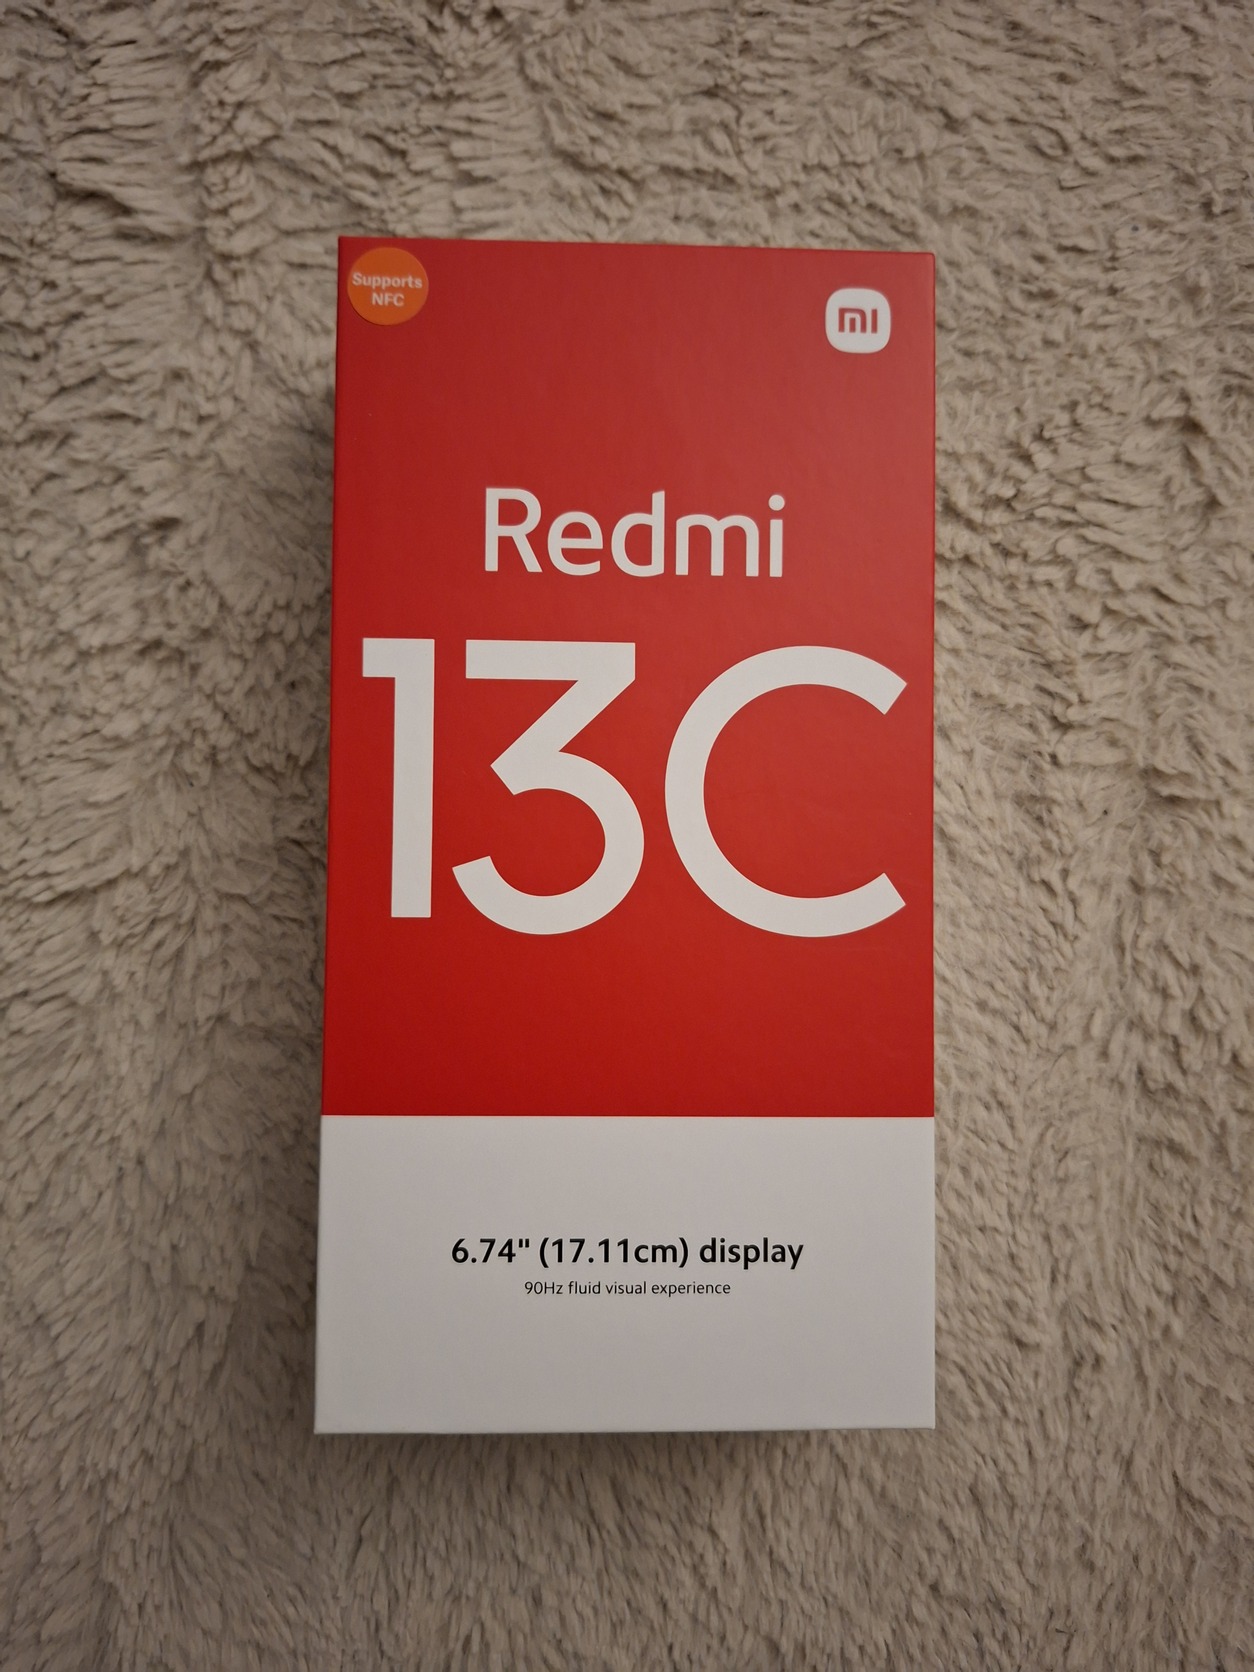 Supports
NFC
mi
Redmi
13C
6.74" (17.11cm) display
90Hz fluid visual experience